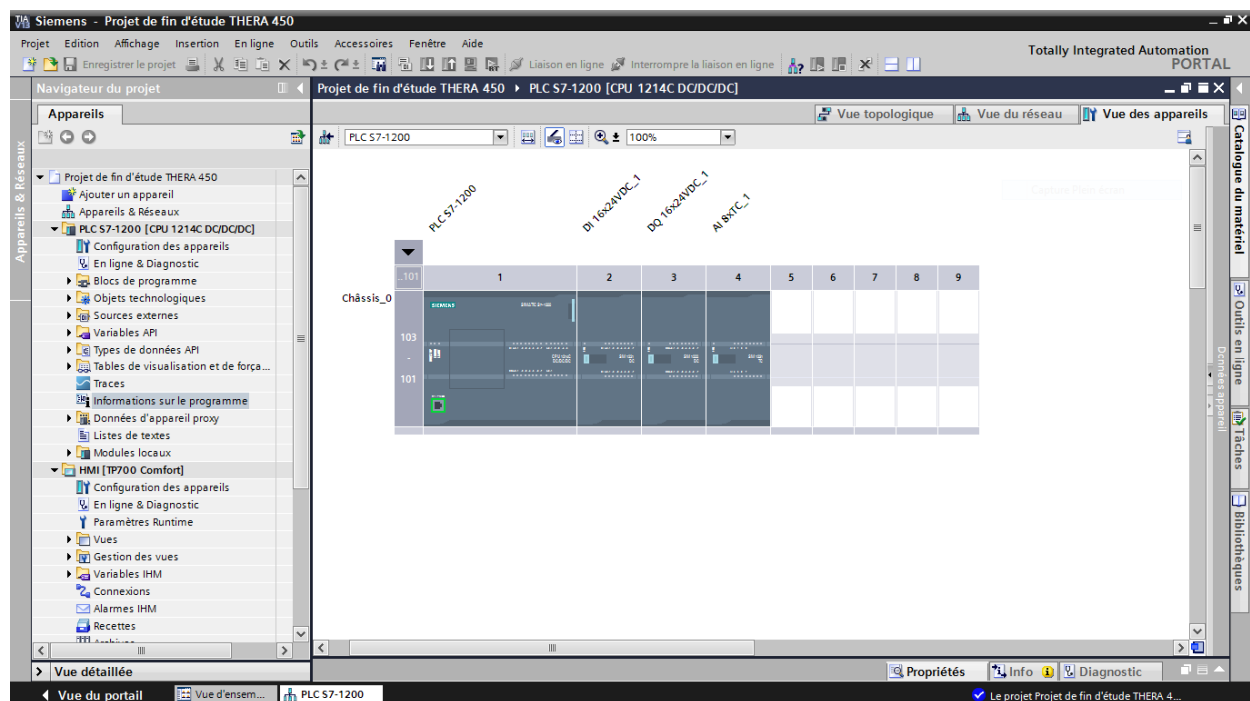 Siemens - Projet de fin d'étude THERA 450
Projet Edition Affichage Insertion En ligne Outils Accessoires Fenêtre Aide
Enregistrer le projet
Liaison en ligne
Interrompre la liaison en ligne
Totally Integrated Automation
PORTAL
Navigateur du projet
Projet de fin d'étude THERA 450 PLC S7-1200 [CPU 1214C DC/DC/DC]
Appareils
Vue topologique
Vue du réseau
Vue des appareils
PLC S7-1200
100%
Appareils & Réseaux
Projet de fin d'étude THERA 450
Ajouter un appareil
Appareils & Réseaux
PLC S7-1200 [CPU 1214C DC/DC/DC]
Configuration des appareils
En ligne & Diagnostic
Blocs de programme
Objets technologiques
Sources externes
Variables API
Types de données API
Tables de visualisation et de força...
Traces
Informations sur le programme
Données d'appareil proxy
Listes de textes
Modules locaux
HMI [TP700 Comfort]
Configuration des appareils
En ligne & Diagnostic
Paramètres Runtime
Vues
Gestion des vues
Variables IHM
Connexions
Alarmes IHM
Recettes
Archives
PLC S7-1200
DI 16x24VDC_1
DQ 16x24VDC_1
AI 8xTC_1
...101 1 2 3 4 5 6 7 8 9
Châssis_0
SIEMENS
103
-
101
Données appareil
Catalogue du matériel
Outils en ligne
Tâches
Bibliothèques
Vue détaillée
Propriétés
Info
Diagnostic
Vue du portail
Vue d'ensem...
PLC S7-1200
Le projet Projet de fin d'étude THERA 4...